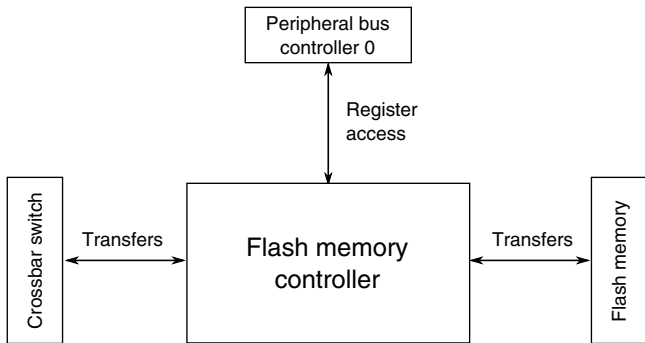 Peripheral bus
controller 0
Register
access
Crossbar switch
Transfers
Flash memory
controller
Transfers
Flash memory